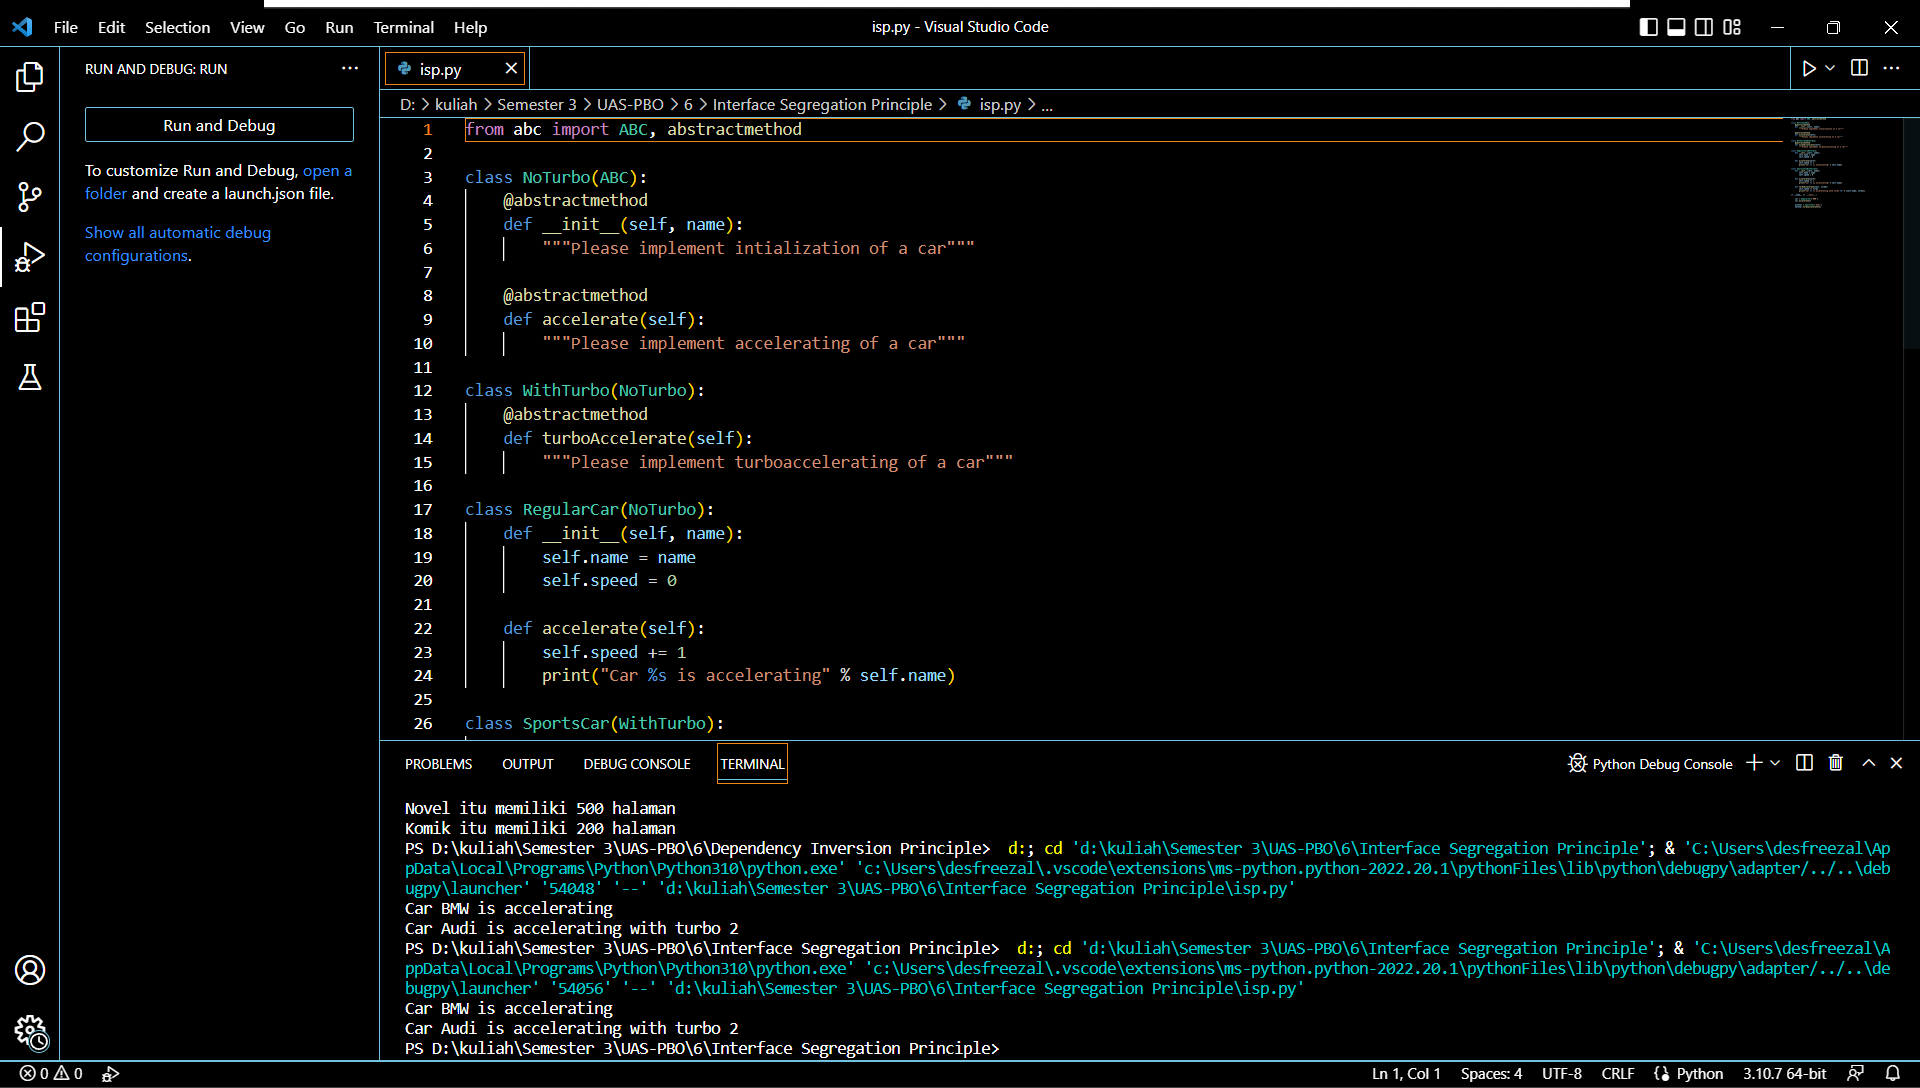 File Edit Selection View Go Run Terminal Help
isp.py - Visual Studio Code
RUN AND DEBUG: RUN
Run and Debug
To customize Run and Debug, open a
folder and create a launch.json file.
Show all automatic debug
configurations.
isp.py
D: > kuliah > Semester 3 > UAS-PBO > 6 > Interface Segregation Principle > isp.py > ...
1 from abc import ABC, abstractmethod
2
3 class NoTurbo(ABC):
4     @abstractmethod
5     def __init__(self, name):
6         """Please implement intialization of a car"""
7
8     @abstractmethod
9     def accelerate(self):
10         """Please implement accelerating of a car"""
11
12 class WithTurbo(NoTurbo):
13     @abstractmethod
14     def turboAccelerate(self):
15         """Please implement turboaccelerating of a car"""
16
17 class RegularCar(NoTurbo):
18     def __init__(self, name):
19         self.name = name
20         self.speed = 0
21
22     def accelerate(self):
23         self.speed += 1
24         print("Car %s is accelerating" % self.name)
25
26 class SportsCar(WithTurbo):
PROBLEMS OUTPUT DEBUG CONSOLE TERMINAL
Python Debug Console
Novel itu memiliki 500 halaman
Komik itu memiliki 200 halaman
PS D:\kuliah\Semester 3\UAS-PBO\6\Dependency Inversion Principle>  d:; cd 'd:\kuliah\Semester 3\UAS-PBO\6\Interface Segregation Principle'; & 'C:\Users\desfreezal\Ap
pData\Local\Programs\Python\Python310\python.exe' 'c:\Users\desfreezal\.vscode\extensions\ms-python.python-2022.20.1\pythonFiles\lib\python\debugpy\adapter/../..\deb
ugpy\launcher' '54048' '--' 'd:\kuliah\Semester 3\UAS-PBO\6\Interface Segregation Principle\isp.py'
Car BMW is accelerating
Car Audi is accelerating with turbo 2
PS D:\kuliah\Semester 3\UAS-PBO\6\Interface Segregation Principle>  d:; cd 'd:\kuliah\Semester 3\UAS-PBO\6\Interface Segregation Principle'; & 'C:\Users\desfreezal\A
ppData\Local\Programs\Python\Python310\python.exe' 'c:\Users\desfreezal\.vscode\extensions\ms-python.python-2022.20.1\pythonFiles\lib\python\debugpy\adapter/../..\de
bugpy\launcher' '54056' '--' 'd:\kuliah\Semester 3\UAS-PBO\6\Interface Segregation Principle\isp.py'
Car BMW is accelerating
Car Audi is accelerating with turbo 2
PS D:\kuliah\Semester 3\UAS-PBO\6\Interface Segregation Principle>
0 0
Ln 1, Col 1 Spaces: 4 UTF-8 CRLF Python 3.10.7 64-bit